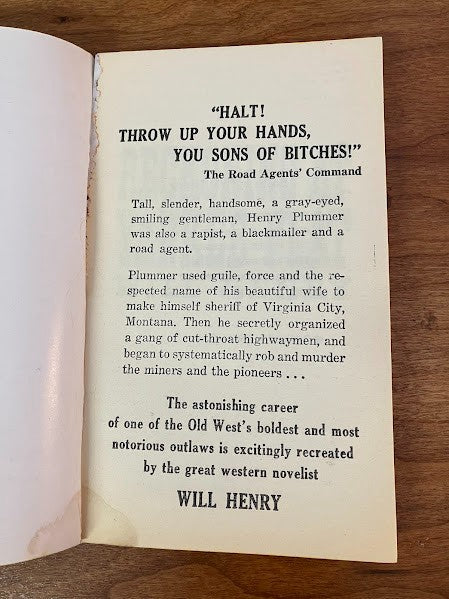 “HALT!
THROW UP YOUR HANDS,
YOU SONS OF BITCHES!”
The Road Agents’ Command
Tall, slender, handsome, a gray-eyed,
smiling gentleman, Henry Plummer
was also a rapist, a blackmailer and a
road agent.
Plummer used guile, force and the re-
spected name of his beautiful wife to
make himself sheriff of Virginia City,
Montana. Then he secretly organized
a gang of cut-throat highwaymen, and
began to systematically rob and murder
the miners and the pioneers . . .
The astonishing career
of one of the Old West’s boldest and most
notorious outlaws is excitingly recreated
by the great western novelist
WILL HENRY